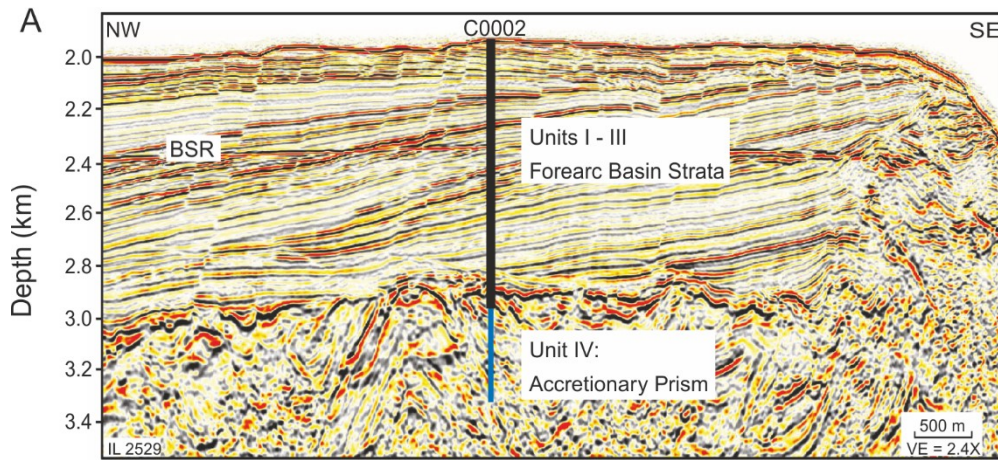 A
NW
C0002
SE
2.0
2.2
BSR
2.4
2.6
2.8
3.0
3.2
3.4
Depth (km)
Units I - III
Forearc Basin Strata
Unit IV:
Accretionary Prism
IL 2529
500 m
VE = 2.4X